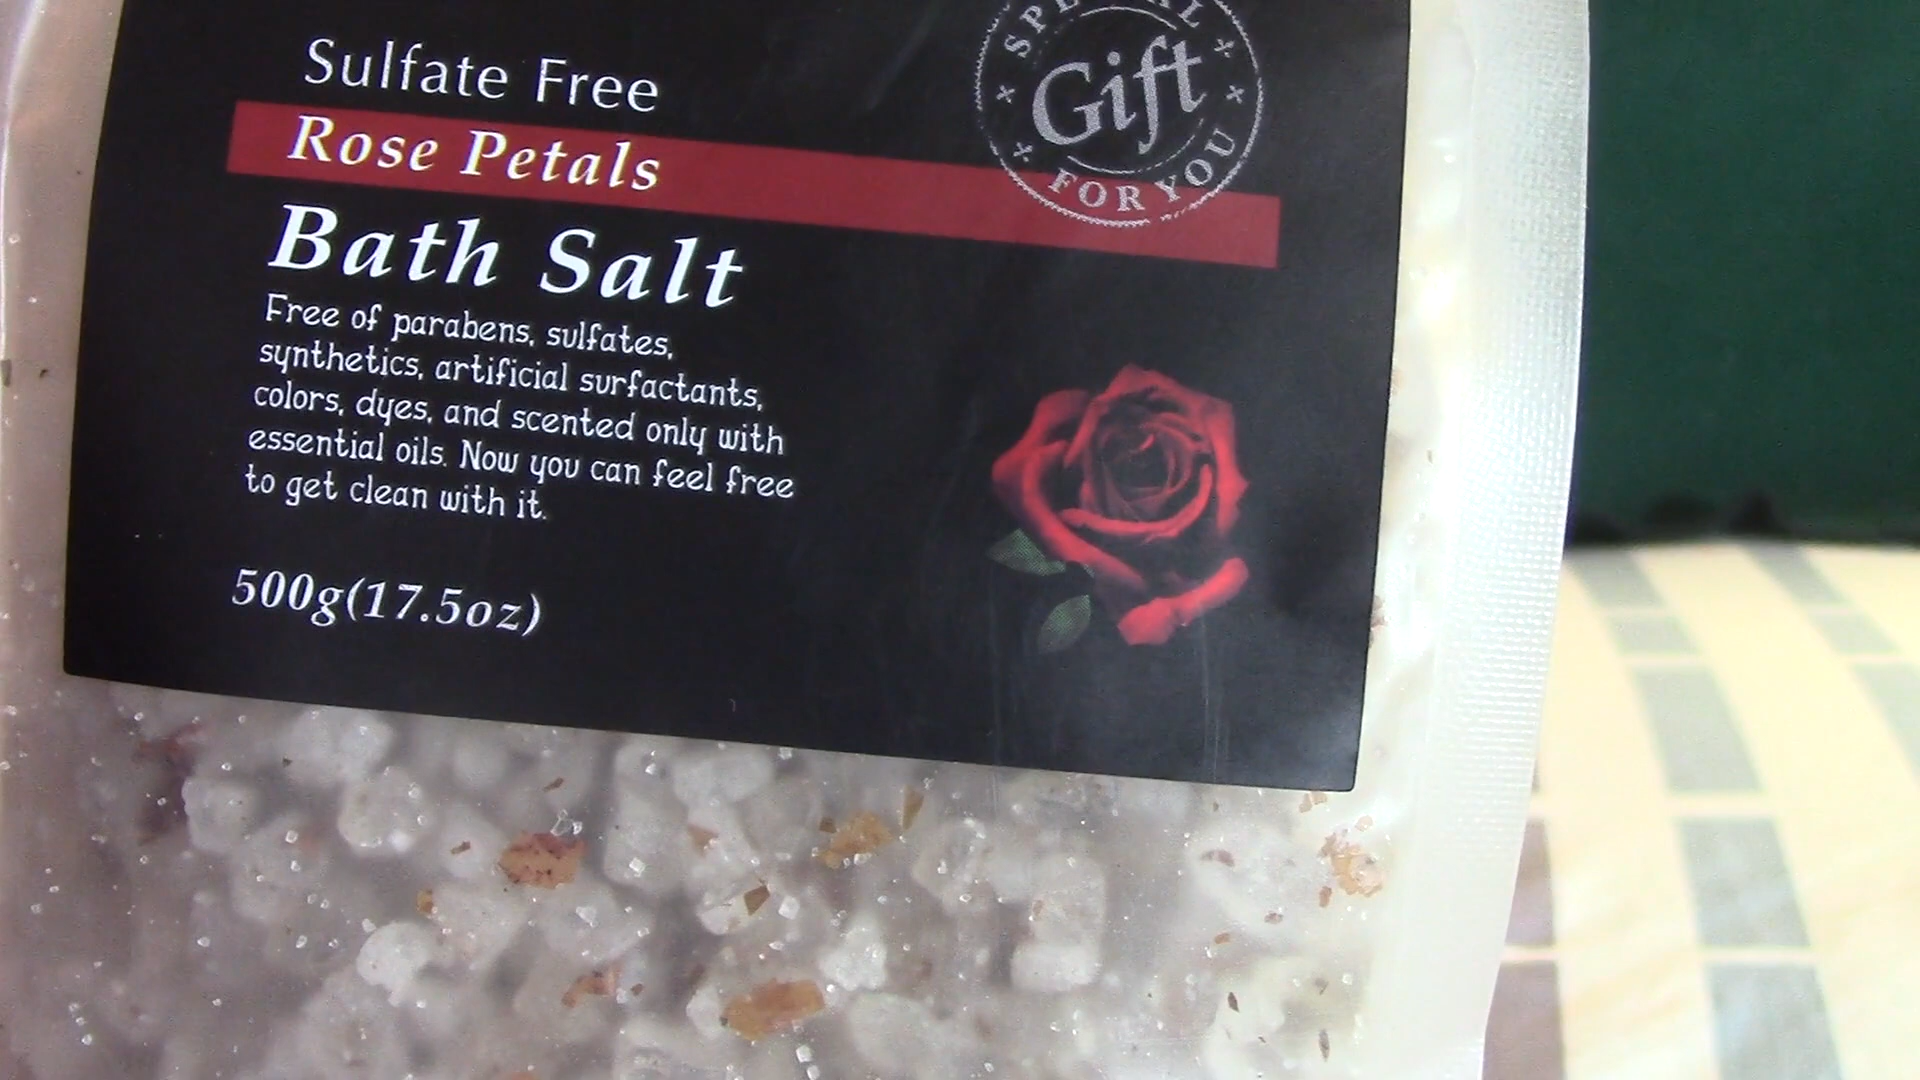 SPECIAL
Gift
FOR YOU
Sulfate Free
Rose Petals
Bath Salt
Free of parabens, sulfates,
synthetics, artificial surfactants,
colors, dyes, and scented only with
essential oils. Now you can feel free
to get clean with it.
500g(17.5oz)